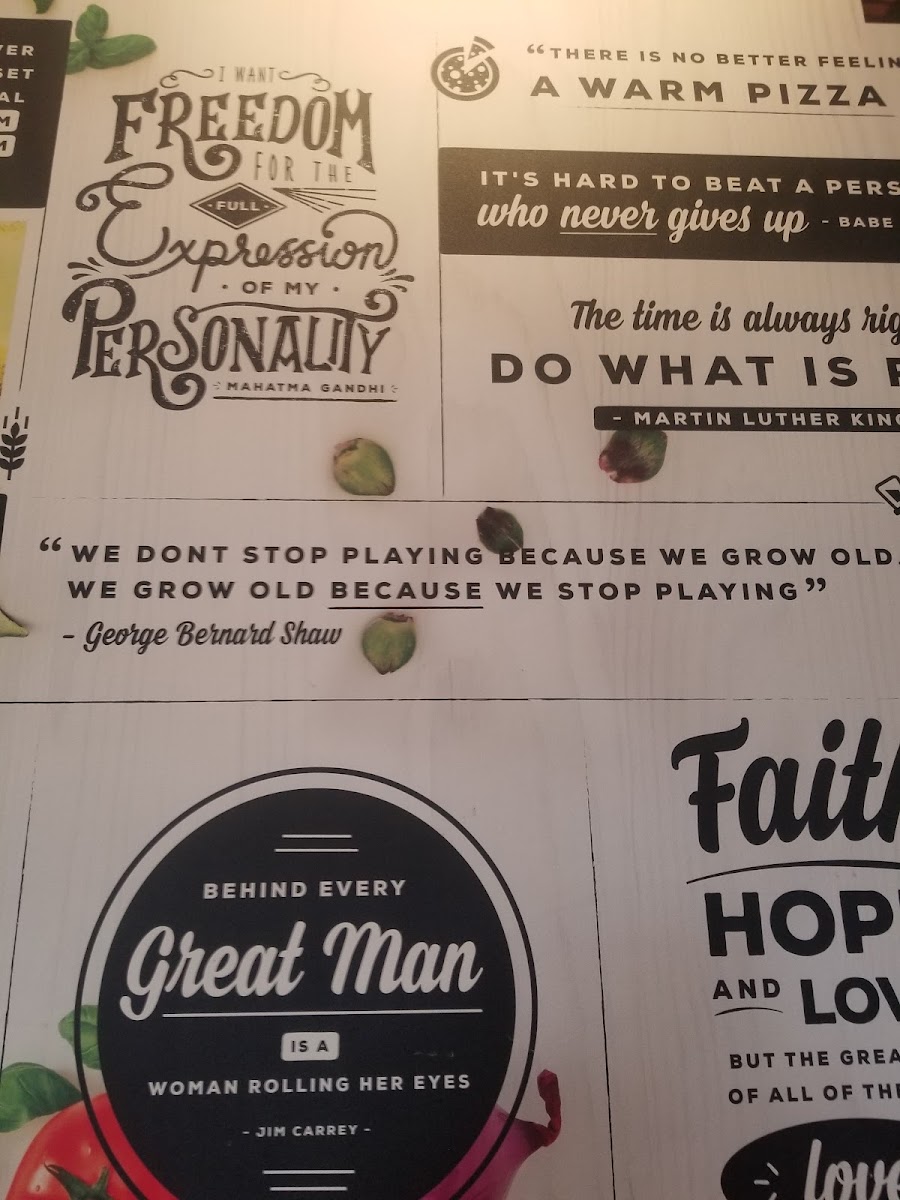 VER
SET
AL
M
M
I WANT
FREEDOM
FOR THE
·FULL·
Expression
· OF MY ·
PERSONALITY
MAHATMA GANDHI
“THERE IS NO BETTER FEELIN
A WARM PIZZA
IT'S HARD TO BEAT A PERS
who never gives up - BABE
The time is always rig
DO WHAT IS
- MARTIN LUTHER KING
“WE DONT STOP PLAYING BECAUSE WE GROW OLD.
WE GROW OLD BECAUSE WE STOP PLAYING”
- George Bernard Shaw
BEHIND EVERY
Great Man
IS A
WOMAN ROLLING HER EYES
- JIM CARREY -
Faith
HOP
AND LOV
BUT THE GREA
OF ALL OF THE
love